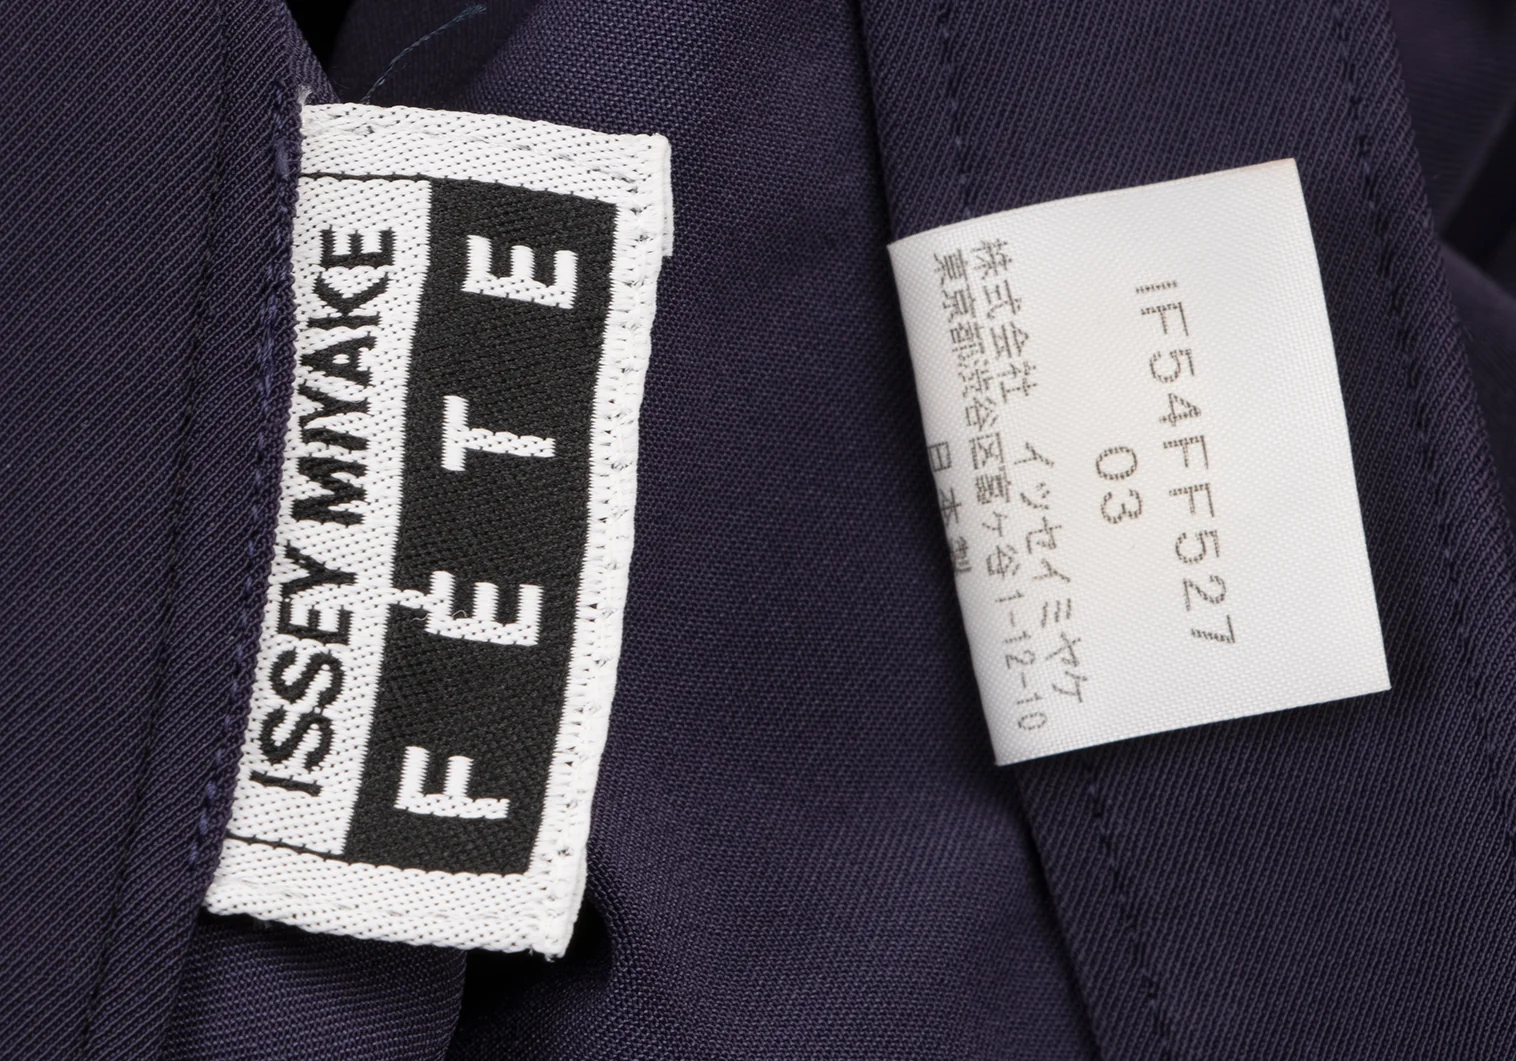 ISSEY MIYAKE
FETE
IF54FF527
03
株式会社 イッセイミヤケ
東京都渋谷区富ヶ谷1-12-10
日本製